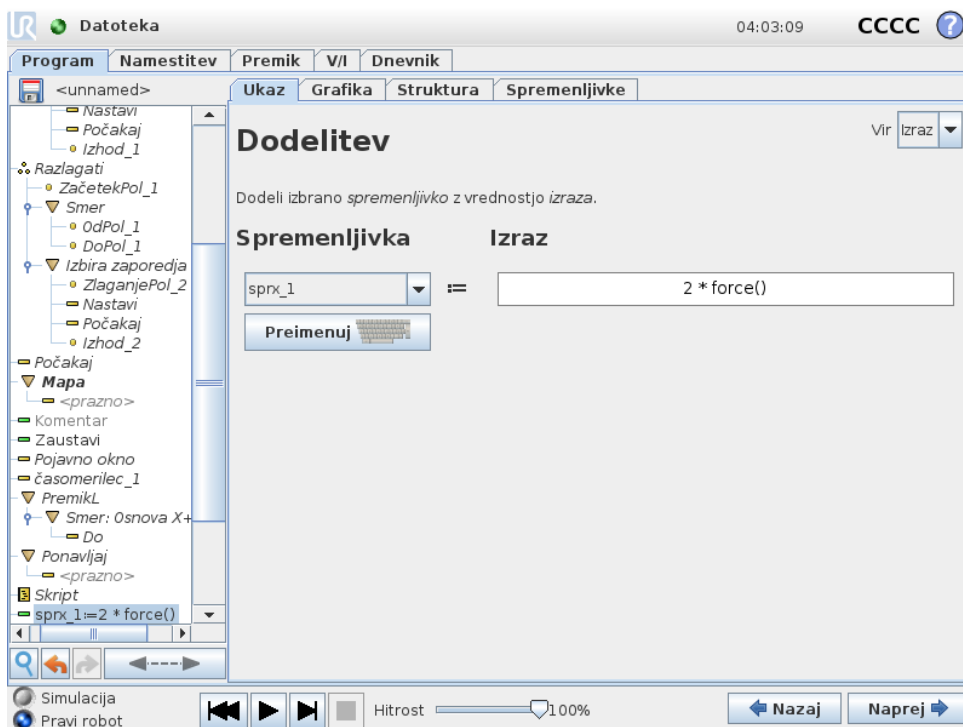 UR Datoteka 04:03:09 CCCC ?
Program Namestitev Premik V/I Dnevnik
<unnamed>
Ukaz Grafika Struktura Spremenljivke
Nastavi
Počakaj
Izhod_1
Razlagati
ZačetekPol_1
Smer
OdPol_1
DoPol_1
Izbira zaporedja
ZlaganjePol_2
Nastavi
Počakaj
Izhod_2
Počakaj
Mapa
<prazno>
Komentar
Zaustavi
Pojavno okno
časomerilec_1
PremikL
Smer: Osnova X+
Do
Ponavljaj
<prazno>
Skript
sprx_1:=2 * force()
Dodelitev
Vir Izraz
Dodeli izbrano spremenljivko z vrednostjo izraza.
Spremenljivka Izraz
sprx_1 := 2 * force()
Preimenuj
Simulacija
Pravi robot
Hitrost 100%
Nazaj Naprej